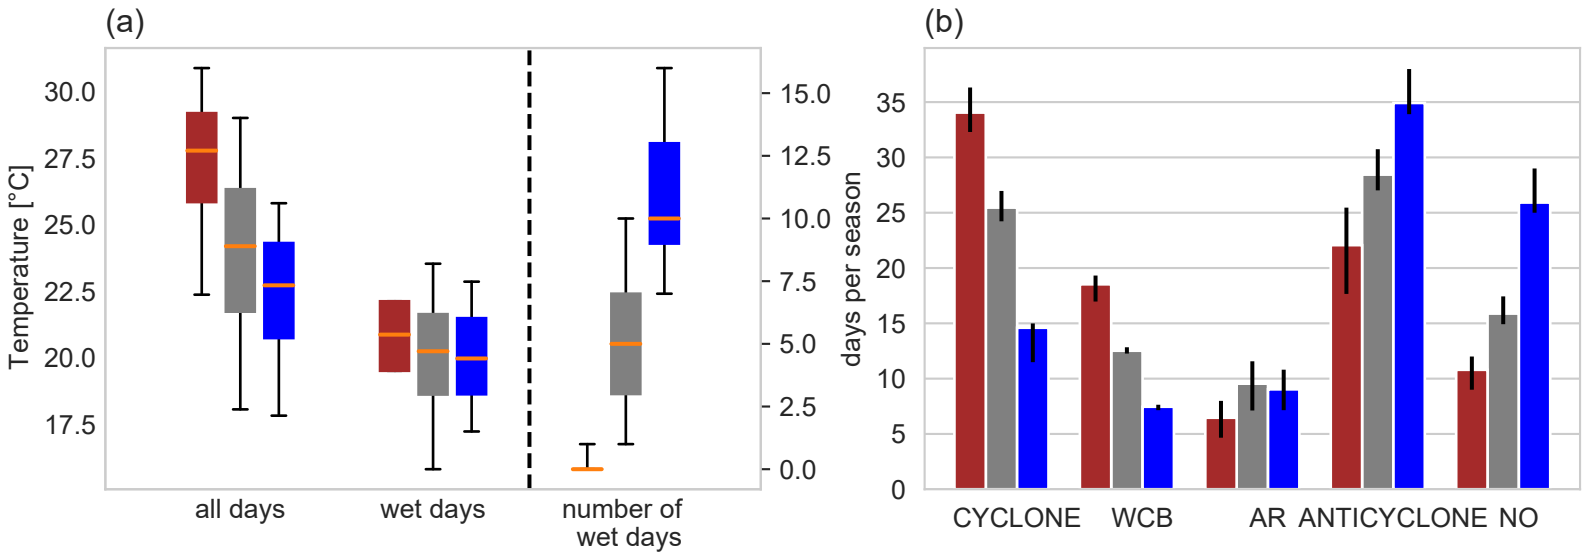 (a)
Temperature [°C]
30.0
27.5
25.0
22.5
20.0
17.5
15.0
12.5
10.0
7.5
5.0
2.5
0.0
all days
wet days
number of
wet days
(b)
days per season
35
30
25
20
15
10
5
0
CYCLONE
WCB
AR
ANTICYCLONE
NO